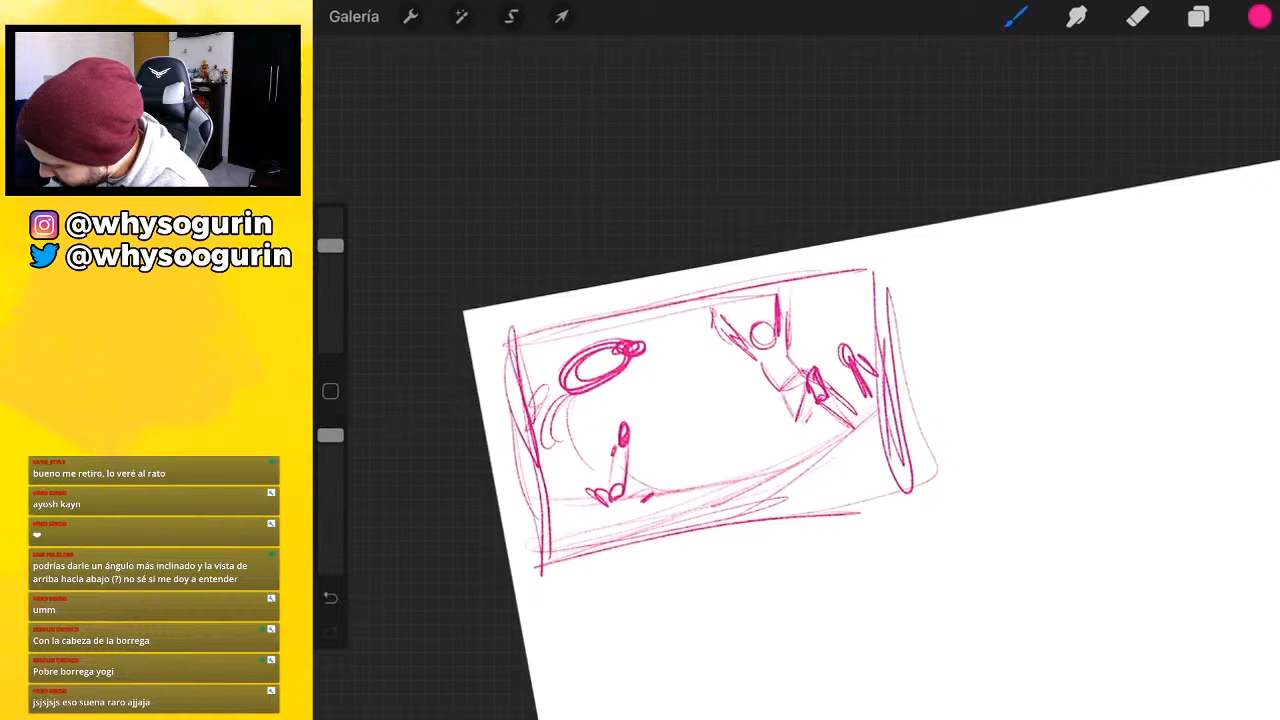 Galería
@whysogurin
@whysoogurin
bueno me retiro, lo veré al rato
ayosh kayn
❤
podrías darle un ángulo más inclinado y la vista de
arriba hacia abajo (?) no sé si me doy a entender
umm
Con la cabeza de la borrega
Pobre borrega yogi
jsjsjsjs eso suena raro ajjaja